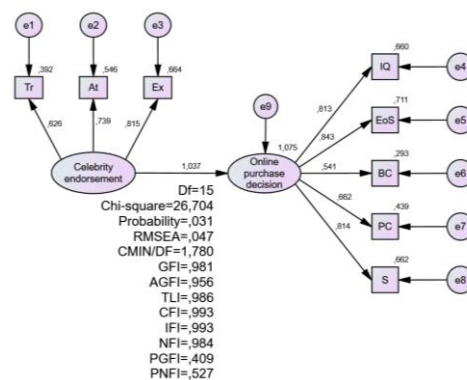 e1 e2 e3
,392 ,546 ,664
Tr At Ex
,626 ,739 ,815
Celebrity
endorsement
1,037
e9
1,075
Online
purchase
decision
,660
IQ e4
,813
,711
EoS e5
,843
,293
BC e6
,541
,439
PC e7
,662
,662
S e8
,814
Df=15
Chi-square=26,704
Probability=,031
RMSEA=,047
CMIN/DF=1,780
GFI=,981
AGFI=,956
TLI=,986
CFI=,993
IFI=,993
NFI=,984
PGFI=,409
PNFI=,527